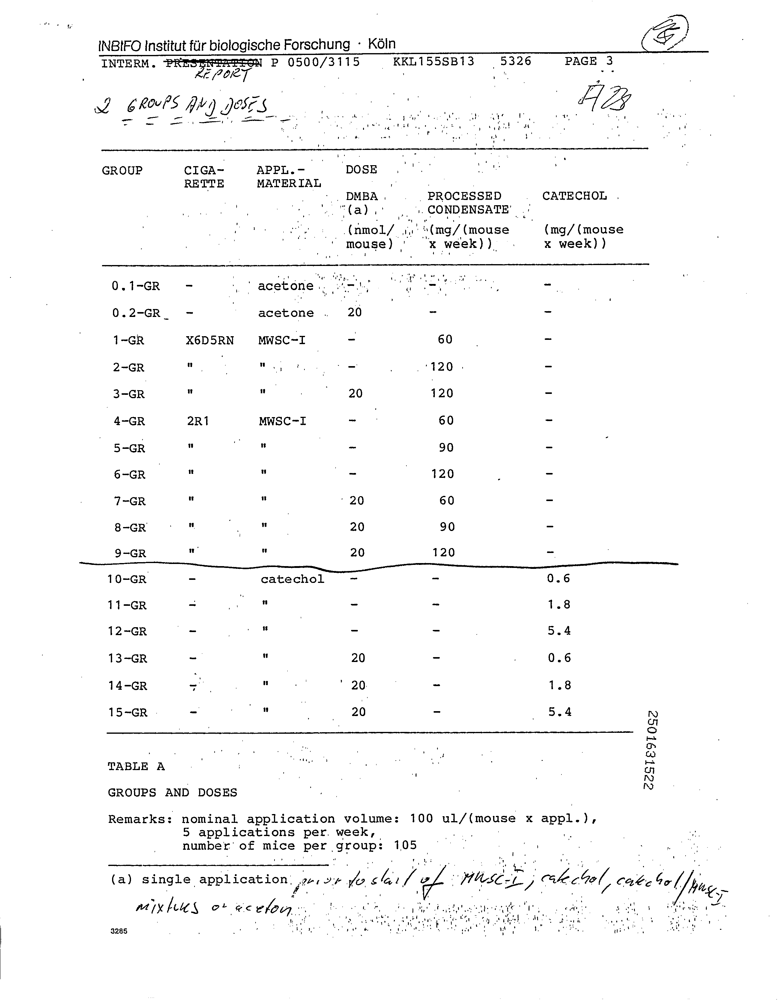 INBIFO Institut für biologische Forschung · Köln
INTERM. PRESENTATION P 0500/3115 KKL155SB13 5326 PAGE 3
REPORT
2 GROUPS AND DOSES
A28
GROUP CIGA- APPL.- DOSE
RETTE MATERIAL
DMBA PROCESSED CATECHOL
(a) CONDENSATE
(nmol/ (mg/(mouse (mg/(mouse
mouse) x week)) x week))
0.1-GR - acetone - - -
0.2-GR - acetone 20 - -
1-GR X6D5RN MWSC-I - 60 -
2-GR " " - 120 -
3-GR " " 20 120 -
4-GR 2R1 MWSC-I - 60 -
5-GR " " - 90 -
6-GR " " - 120 -
7-GR " " 20 60 -
8-GR " " 20 90 -
9-GR " " 20 120 -
10-GR - catechol - - 0.6
11-GR - " - - 1.8
12-GR - " - - 5.4
13-GR - " 20 - 0.6
14-GR - " 20 - 1.8
15-GR - " 20 - 5.4
2501631522
TABLE A
GROUPS AND DOSES
Remarks: nominal application volume: 100 ul/(mouse x appl.),
5 applications per week,
number of mice per group: 105
(a) single application prior to start of MWSC-I, catechol, catechol/MWSC-I
mixtures or aceton
3285